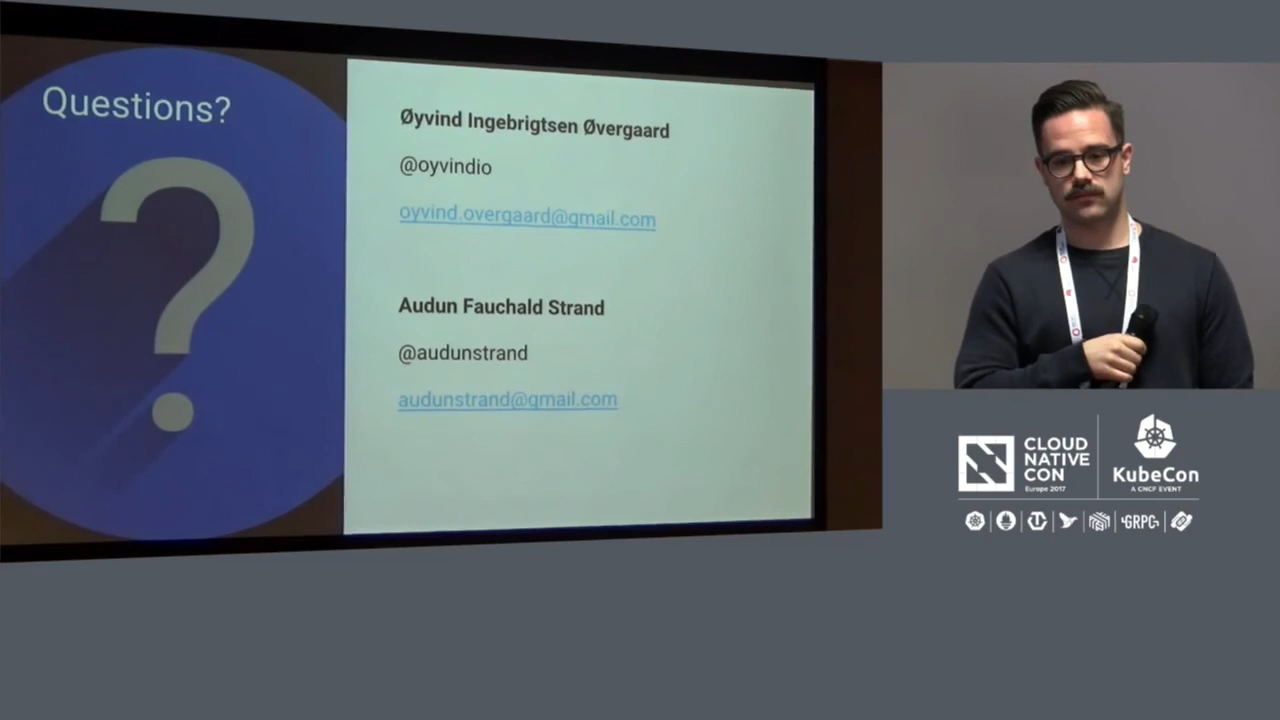 Questions?
?
Øyvind Ingebrigtsen Øvergaard
@oyvindio
oyvind.overgaard@gmail.com
Audun Fauchald Strand
@audunstrand
audunstrand@gmail.com
CLOUD
NATIVE
CON
Europe 2017
KubeCon
A CNCF EVENT
GRPC